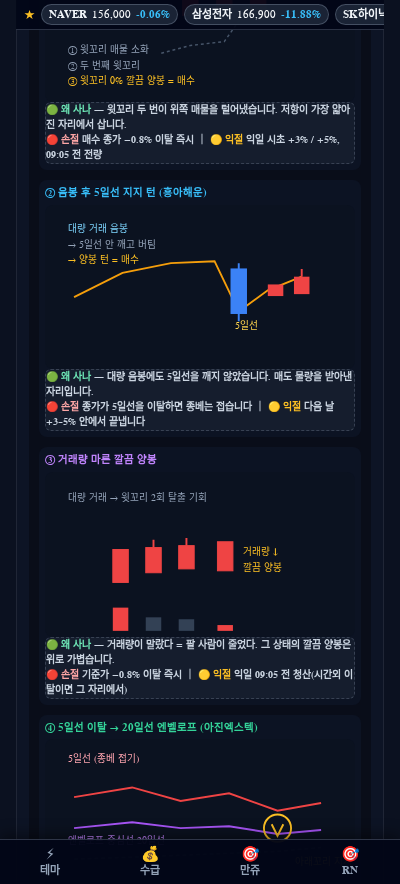 ★ NAVER 156,000 -0.06% 삼성전자 166,900 -11.88% SK하이닉
① 윗꼬리 매물 소화
② 두 번째 윗꼬리
③ 윗꼬리 0% 깔끔 양봉 = 매수
🟢 왜 사나 — 윗꼬리 두 번이 위쪽 매물을 털어냈습니다. 저항이 가장 얇아
진 자리에서 삽니다.
🔴 손절 매수 종가 −0.8% 이탈 즉시 | 🟡 익절 익일 시초 +3% / +5%,
09:05 전 전량
② 음봉 후 5일선 지지 턴 (흥아해운)
대량 거래 음봉
→ 5일선 안 깨고 버팀
→ 양봉 턴 = 매수
5일선
🟢 왜 사나 — 대량 음봉에도 5일선을 깨지 않았습니다. 매도 물량을 받아낸
자리입니다.
🔴 손절 종가가 5일선을 이탈하면 종베는 접습니다 | 🟡 익절 다음 날
+3~5% 안에서 끝냅니다
③ 거래량 마른 깔끔 양봉
대량 거래 → 윗꼬리 2회 탈출 기회
거래량 ↓
깔끔 양봉
🟢 왜 사나 — 거래량이 말랐다 = 팔 사람이 줄었다. 그 상태의 깔끔 양봉은
위로 가볍습니다.
🔴 손절 기준가 −0.8% 이탈 즉시 | 🟡 익절 익일 09:05 전 청산(시간외 이
탈이면 그 자리에서)
④ 5일선 이탈 → 20일선 엔벨로프 (아진엑스텍)
5일선 (종베 접기)
엔벨로프 중심선 20일선
⚡ 테마
💰 수급
🎯 만쥬
🎯 RN